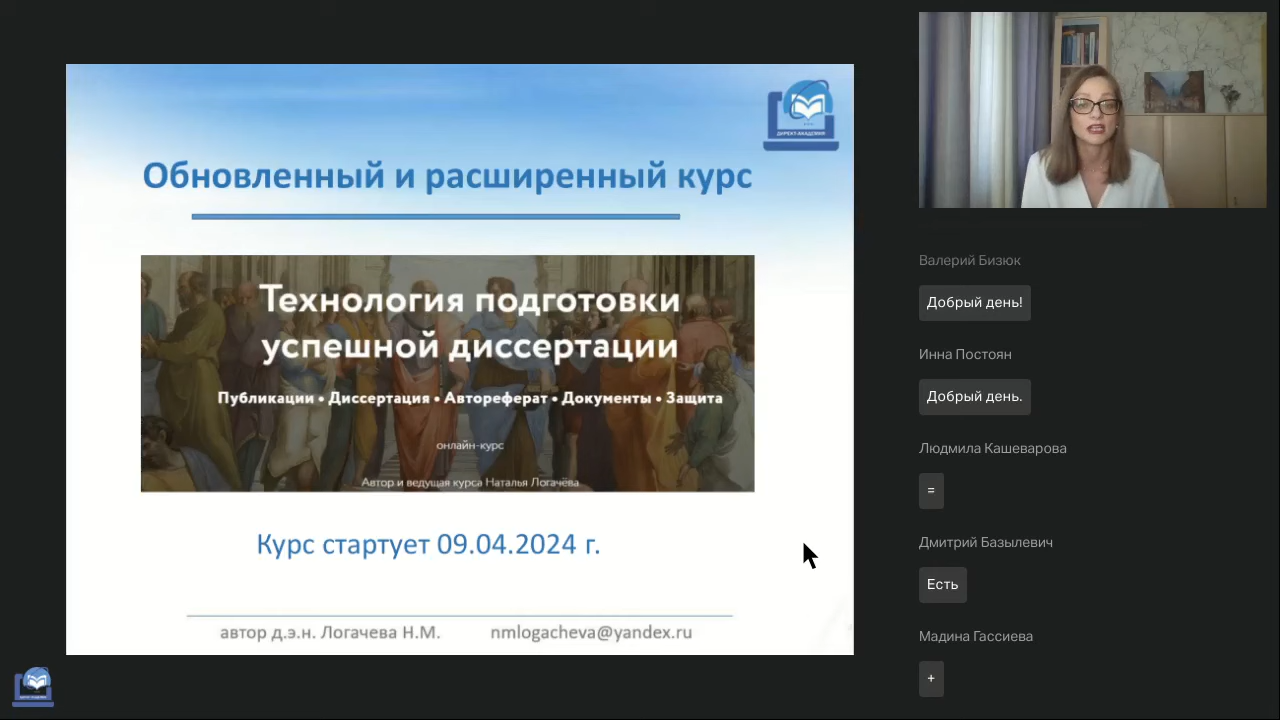 ДИРЕКТ-АКАДЕМИЯ
Обновленный и расширенный курс
Технология подготовки
успешной диссертации
Публикации • Диссертация • Автореферат • Документы • Защита
онлайн-курс
Автор и ведущая курса Наталья Логачёва
Курс стартует 09.04.2024 г.
автор д.э.н. Логачева Н.М. nmlogacheva@yandex.ru
Валерий Бизюк
Добрый день!
Инна Постоян
Добрый день.
Людмила Кашеварова
=
Дмитрий Базылевич
Есть
Мадина Гассиева
+